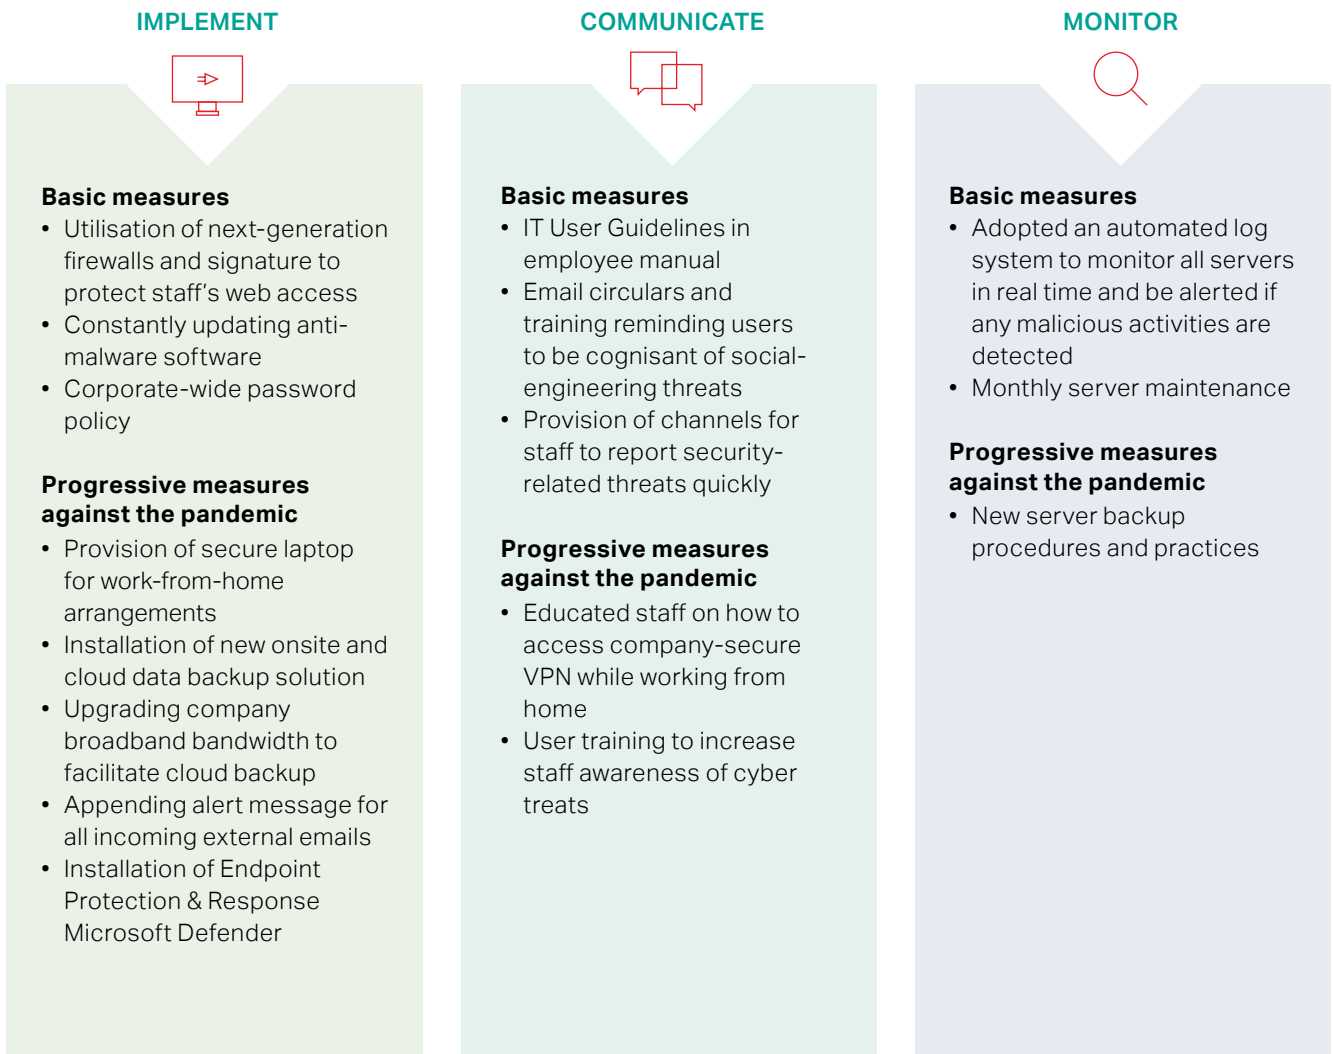 IMPLEMENT
Basic measures
• Utilisation of next-generation
firewalls and signature to
protect staff's web access
• Constantly updating anti-
malware software
• Corporate-wide password
policy
Progressive measures
against the pandemic
• Provision of secure laptop
for work-from-home
arrangements
• Installation of new onsite and
cloud data backup solution
• Upgrading company
broadband bandwidth to
facilitate cloud backup
• Appending alert message for
all incoming external emails
• Installation of Endpoint
Protection & Response
Microsoft Defender
COMMUNICATE
Basic measures
• IT User Guidelines in
employee manual
• Email circulars and
training reminding users
to be cognisant of social-
engineering threats
• Provision of channels for
staff to report security-
related threats quickly
Progressive measures
against the pandemic
• Educated staff on how to
access company-secure
VPN while working from
home
• User training to increase
staff awareness of cyber
treats
MONITOR
Basic measures
• Adopted an automated log
system to monitor all servers
in real time and be alerted if
any malicious activities are
detected
• Monthly server maintenance
Progressive measures
against the pandemic
• New server backup
procedures and practices